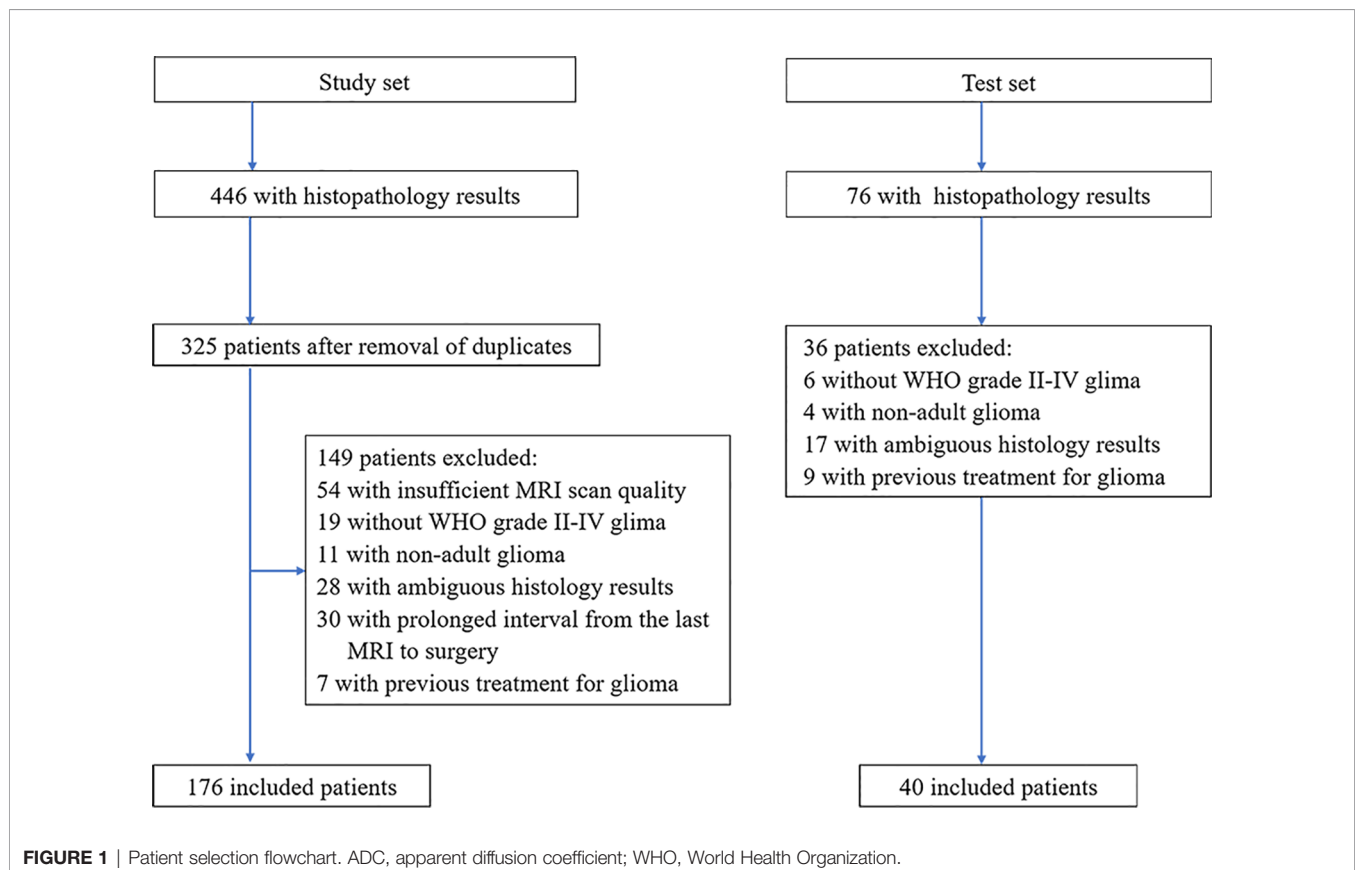 Study set
446 with histopathology results
325 patients after removal of duplicates
149 patients excluded:
54 with insufficient MRI scan quality
19 without WHO grade II-IV glima
11 with non-adult glioma
28 with ambiguous histology results
30 with prolonged interval from the last
MRI to surgery
7 with previous treatment for glioma
176 included patients
Test set
76 with histopathology results
36 patients excluded:
6 without WHO grade II-IV glima
4 with non-adult glioma
17 with ambiguous histology results
9 with previous treatment for glioma
40 included patients
FIGURE 1 | Patient selection flowchart. ADC, apparent diffusion coefficient; WHO, World Health Organization.